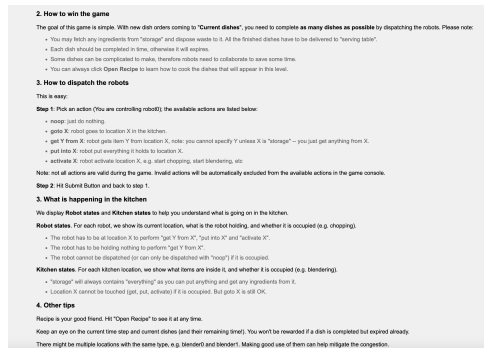 2. How to win the game
The goal of this game is simple. With new dish orders coming to "Current dishes", you need to complete as many dishes as possible by dispatching the robots. Please note:
• You may fetch any ingredients from "storage" and dispose waste to it. All the finished dishes have to be delivered to "serving table".
• Each dish should be completed in time, otherwise it will expires.
• Some dishes can be complicated to make, therefore robots need to collaborate to save some time.
• You can always click Open Recipe to learn how to cook the dishes that will appear in this level.
3. How to dispatch the robots
This is easy:
Step 1: Pick an action (You are controlling robot0); the available actions are listed below:
• noop: just do nothing.
• goto X: robot goes to location X in the kitchen.
• get Y from X: robot gets item Y from location X, note: you cannot specify Y unless X is "storage" -- you just get anything from X.
• put into X: robot put everything it holds to location X.
• activate X: robot activate location X, e.g. start chopping, start blendering, etc
Note: not all actions are valid during the game. Invalid actions will be automatically excluded from the available actions in the game console.
Step 2: Hit Submit Button and back to step 1.
3. What is happening in the kitchen
We display Robot states and Kitchen states to help you understand what is going on in the kitchen.
Robot states. For each robot, we show its current location, what is the robot holding, and whether it is occupied (e.g. chopping).
• The robot has to be at location X to perform "get Y from X", "put into X" and "activate X".
• The robot has to be holding nothing to perform "get Y from X".
• The robot cannot be dispatched (or can only be dispatched with "noop") if it is occupied.
Kitchen states. For each kitchen location, we show what items are inside it, and whether it is occupied (e.g. blendering).
• "storage" will always contains "everything" as you can put anything and get any ingredients from it.
• Location X cannot be touched (get, put, activate) if it is occupied. But goto X is still OK.
4. Other tips
Recipe is your good friend. Hit "Open Recipe" to see it at any time.
Keep an eye on the current time step and current dishes (and their remaining time!). You won't be rewarded if a dish is completed but expired already.
There might be multiple locations with the same type, e.g. blender0 and blender1. Making good use of them can help mitigate the congestion.